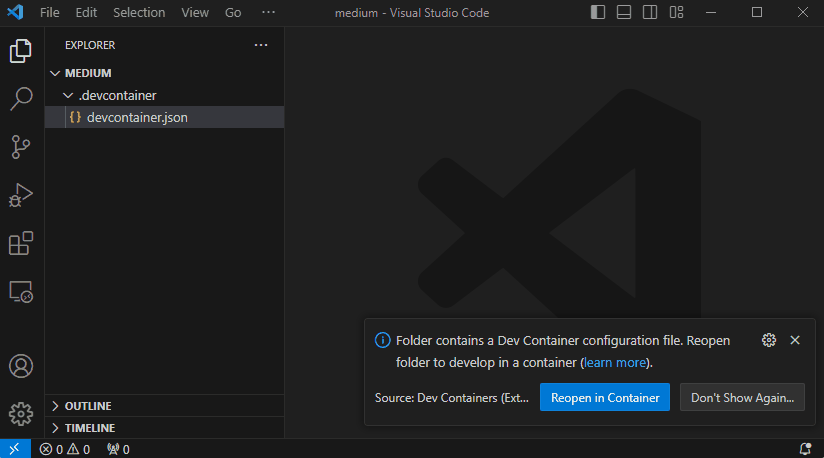 File Edit Selection View Go ··· medium - Visual Studio Code
EXPLORER ···
MEDIUM
.devcontainer
{} devcontainer.json
Folder contains a Dev Container configuration file. Reopen
folder to develop in a container (learn more).
Source: Dev Containers (Ext... Reopen in Container Don't Show Again...
OUTLINE
TIMELINE
0 0 0